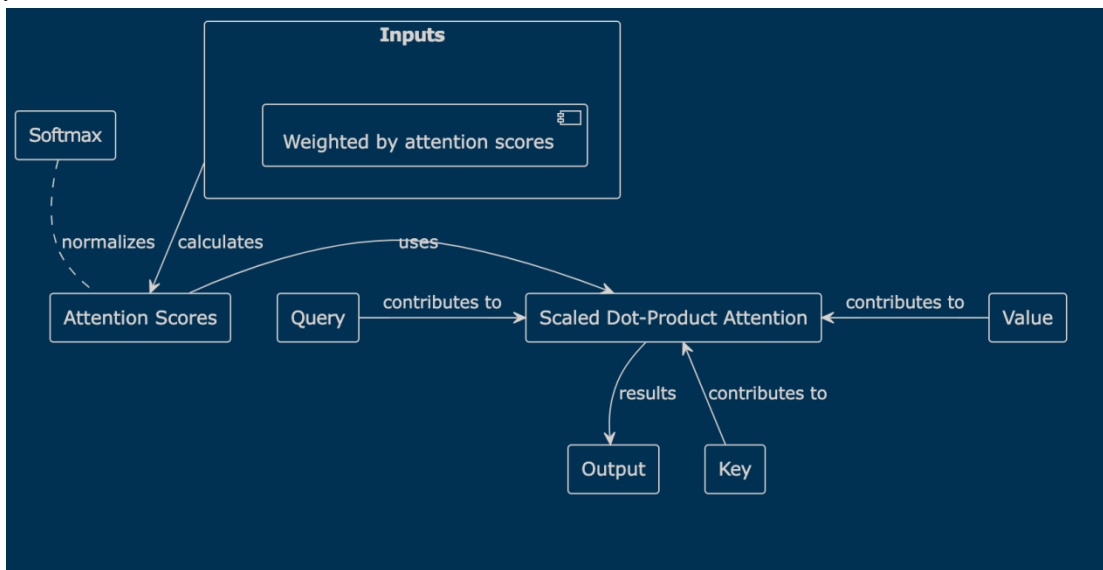 Inputs
Softmax
Weighted by attention scores
normalizes
calculates
uses
Attention Scores
Query
contributes to
Scaled Dot-Product Attention
contributes to
Value
results
contributes to
Output
Key